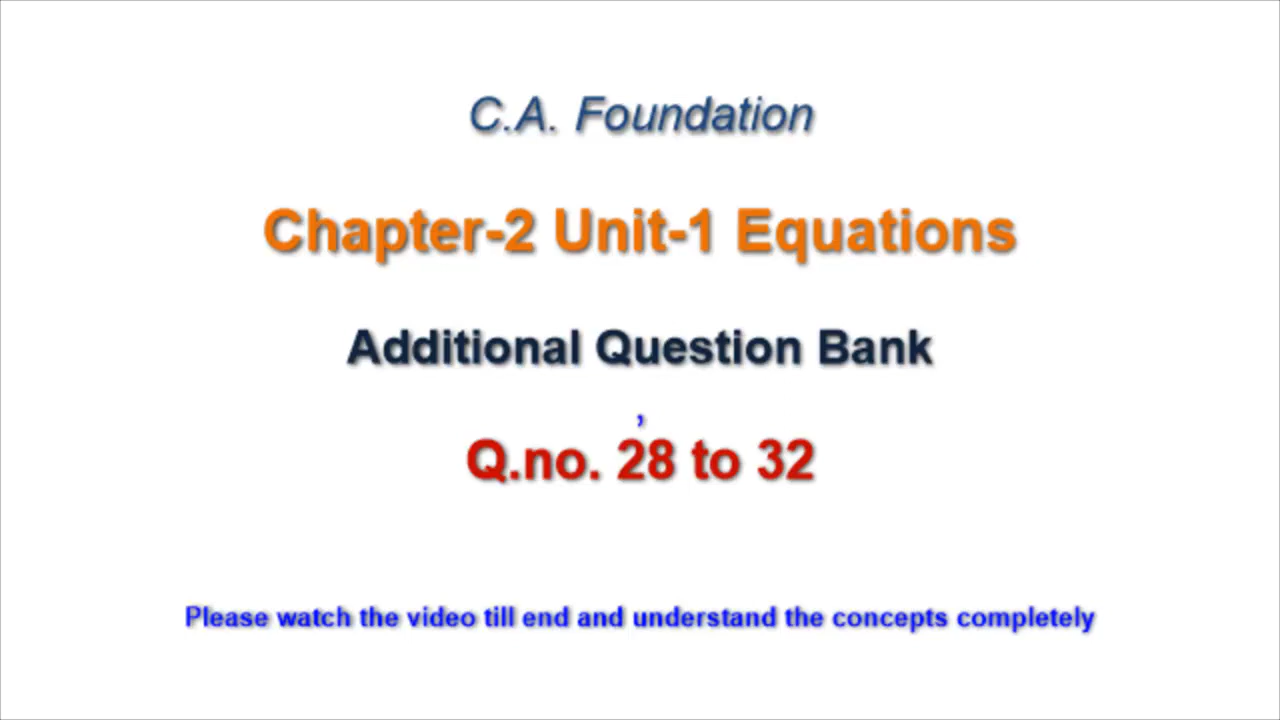 C.A. Foundation
Chapter-2 Unit-1 Equations
Additional Question Bank
,
Q.no. 28 to 32
Please watch the video till end and understand the concepts completely